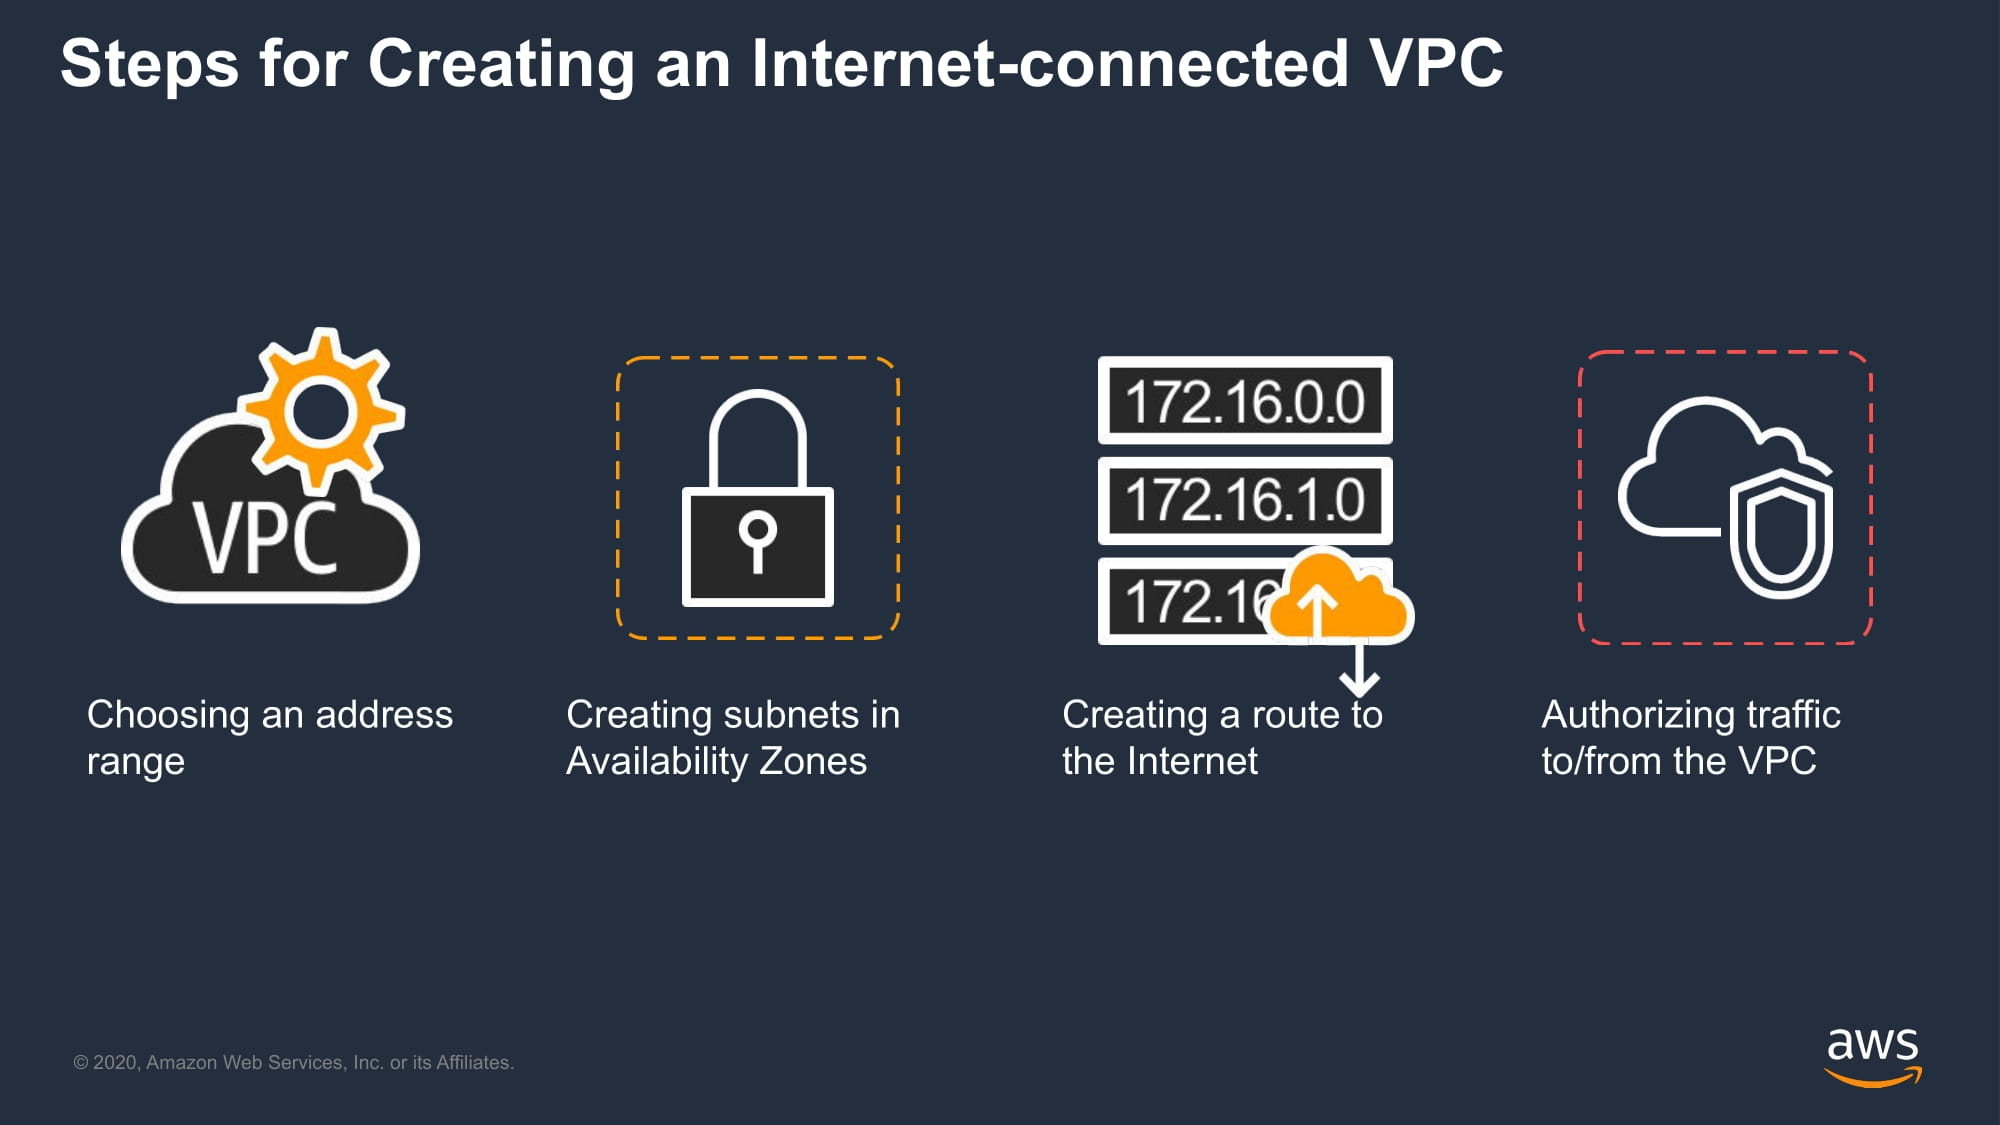 Steps for Creating an Internet-connected VPC
VPC
172.16.0.0
172.16.1.0
172.16
Choosing an address
range
Creating subnets in
Availability Zones
Creating a route to
the Internet
Authorizing traffic
to/from the VPC
© 2020, Amazon Web Services, Inc. or its Affiliates.
aws